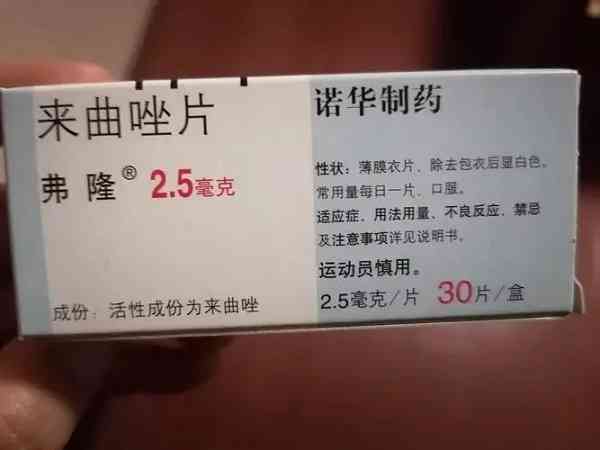 来曲唑片
弗隆® 2.5毫克
成份：活性成份为来曲唑
诺华制药
性状：薄膜衣片、除去包衣后显白色。
常用量每日一片、口服。
适应症、用法用量、不良反应、禁忌
及注意事项详见说明书。
运动员慎用。
2.5毫克/片 30片/盒